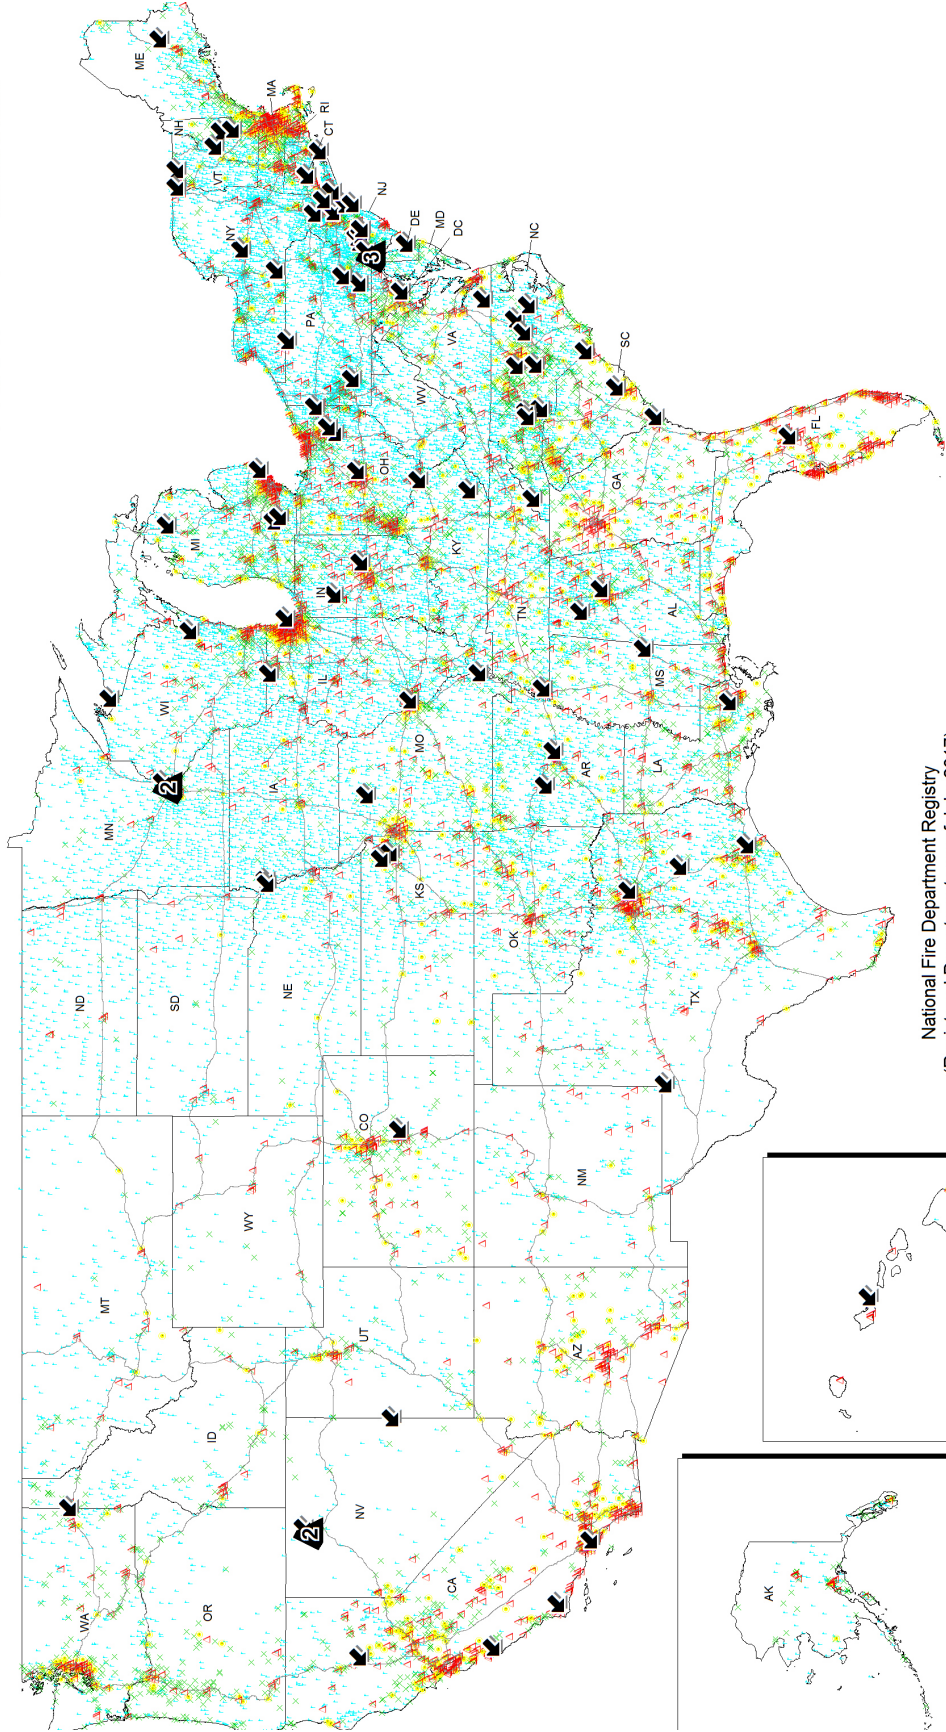 WA
MT
ND
MN
ME
OR
ID
SD
WI
MI
NH
VT
2
WY
NE
IA
NY
MA
NV
2
UT
CO
IL
IN
PA
RI
CT
CA
KS
MO
OH
3
NJ
KY
WV
VA
DE
MD
DC
AZ
NM
OK
AR
TN
NC
TX
LA
MS
AL
GA
SC
AK
FL
National Fire Department Registry